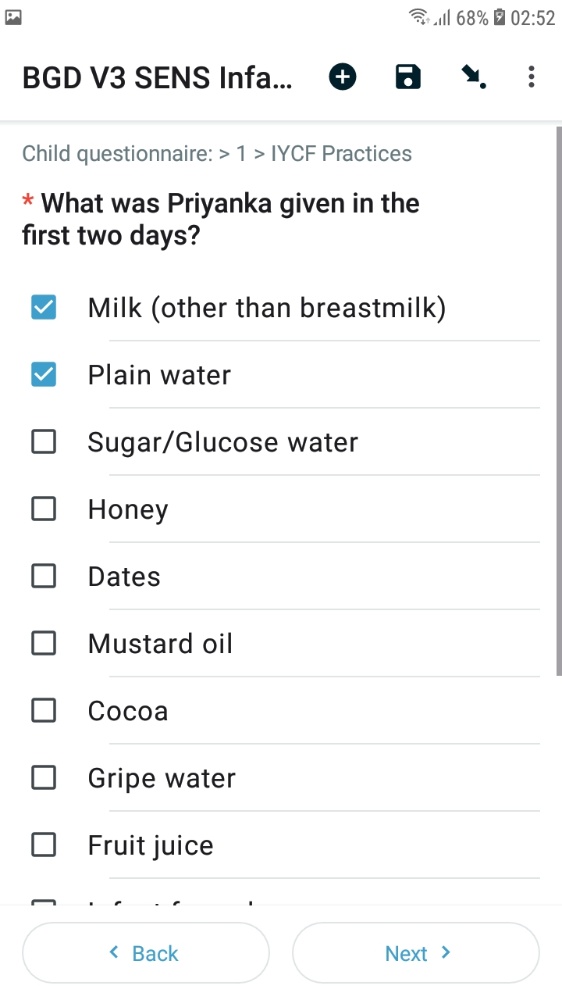 68% 02:52
BGD V3 SENS Infa...
Child questionnaire: > 1 > IYCF Practices
* What was Priyanka given in the
first two days?
Milk (other than breastmilk)
Plain water
Sugar/Glucose water
Honey
Dates
Mustard oil
Cocoa
Gripe water
Fruit juice
Back
Next